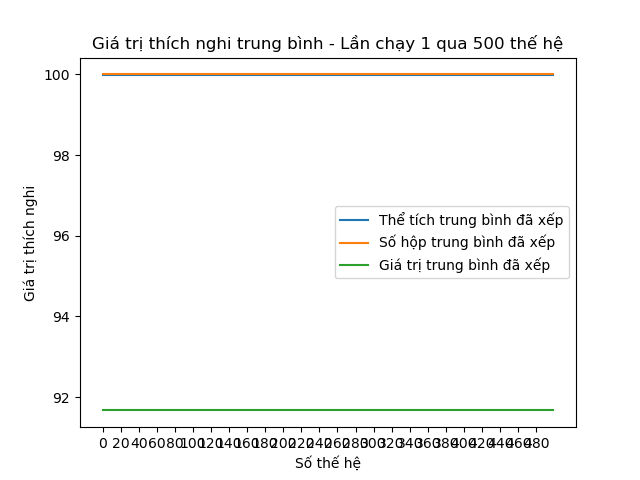 Giá trị thích nghi trung bình - Lần chạy 1 qua 500 thế hệ
100
98
96
94
92
Giá trị thích nghi
Thể tích trung bình đã xếp
Số hộp trung bình đã xếp
Giá trị trung bình đã xếp
0 20 40 60 80 100 120 140 160 180 200 220 240 260 280 300 320 340 360 380 400 420 440 460 480
Số thế hệ